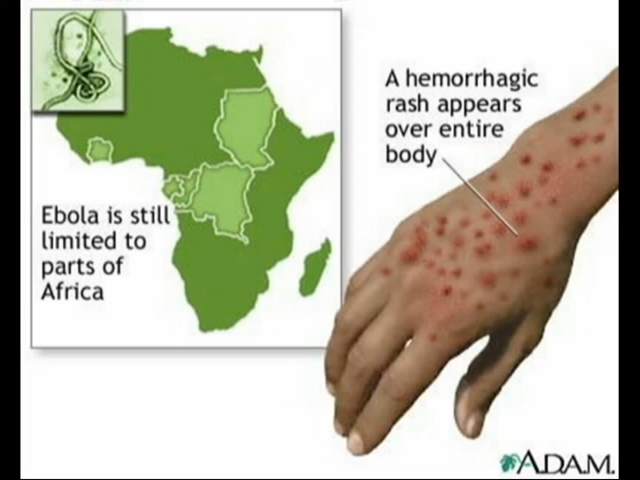 A hemorrhagic
rash appears
over entire
body
Ebola is still
limited to
parts of
Africa
A.D.A.M.